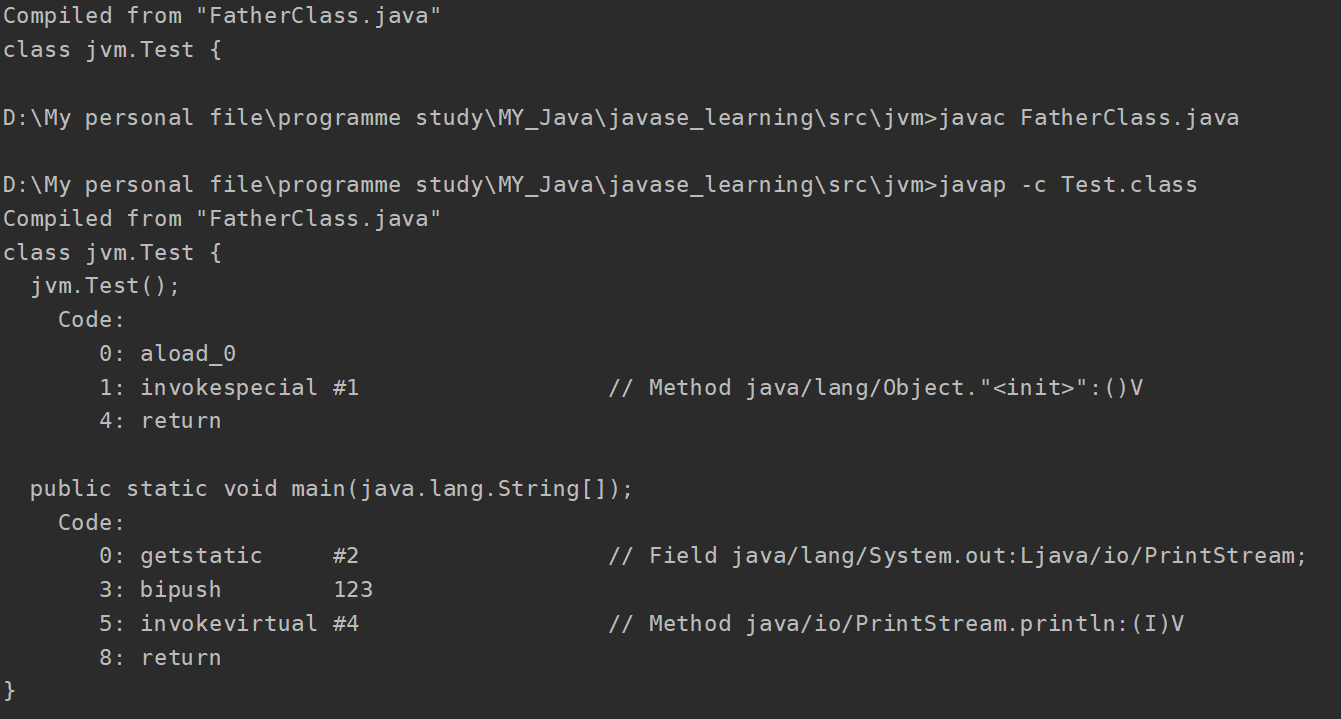 Compiled from "FatherClass.java"
class jvm.Test {
D:\My personal file\programme study\MY_Java\javase_learning\src\jvm>javac FatherClass.java
D:\My personal file\programme study\MY_Java\javase_learning\src\jvm>javap -c Test.class
Compiled from "FatherClass.java"
class jvm.Test {
  jvm.Test();
    Code:
       0: aload_0
       1: invokespecial #1                  // Method java/lang/Object."<init>":()V
       4: return
  public static void main(java.lang.String[]);
    Code:
       0: getstatic     #2                  // Field java/lang/System.out:Ljava/io/PrintStream;
       3: bipush        123
       5: invokevirtual #4                  // Method java/io/PrintStream.println:(I)V
       8: return
}